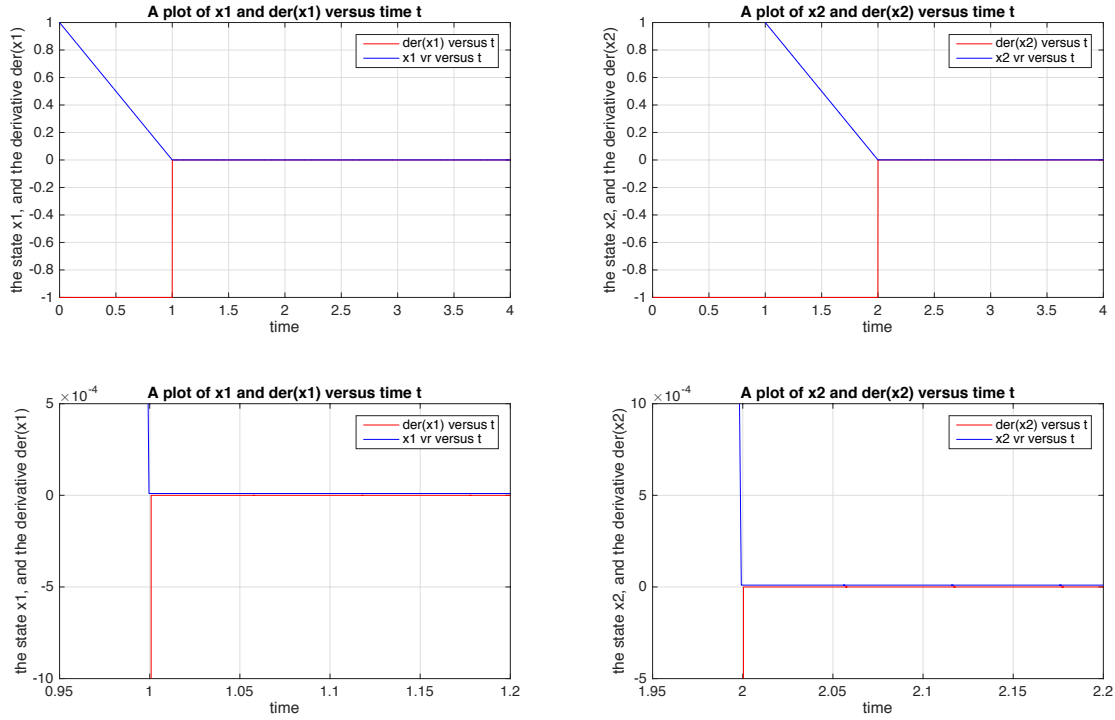 A plot of x1 and der(x1) versus time t
the state x1, and the derivative der(x1)
1
0.8
0.6
0.4
0.2
0
-0.2
-0.4
-0.6
-0.8
-1
der(x1) versus t
x1 vr versus t
0 0.5 1 1.5 2 2.5 3 3.5 4
time
A plot of x2 and der(x2) versus time t
the state x2, and the derivative der(x2)
1
0.8
0.6
0.4
0.2
0
-0.2
-0.4
-0.6
-0.8
-1
der(x2) versus t
x2 vr versus t
0 0.5 1 1.5 2 2.5 3 3.5 4
time
A plot of x1 and der(x1) versus time t
×10⁻⁴
the state x1, and the derivative der(x1)
5
0
-5
-10
der(x1) versus t
x1 vr versus t
0.95 1 1.05 1.1 1.15 1.2
time
A plot of x2 and der(x2) versus time t
×10⁻⁴
the state x2, and the derivative der(x2)
10
5
0
-5
der(x2) versus t
x2 vr versus t
1.95 2 2.05 2.1 2.15 2.2
time